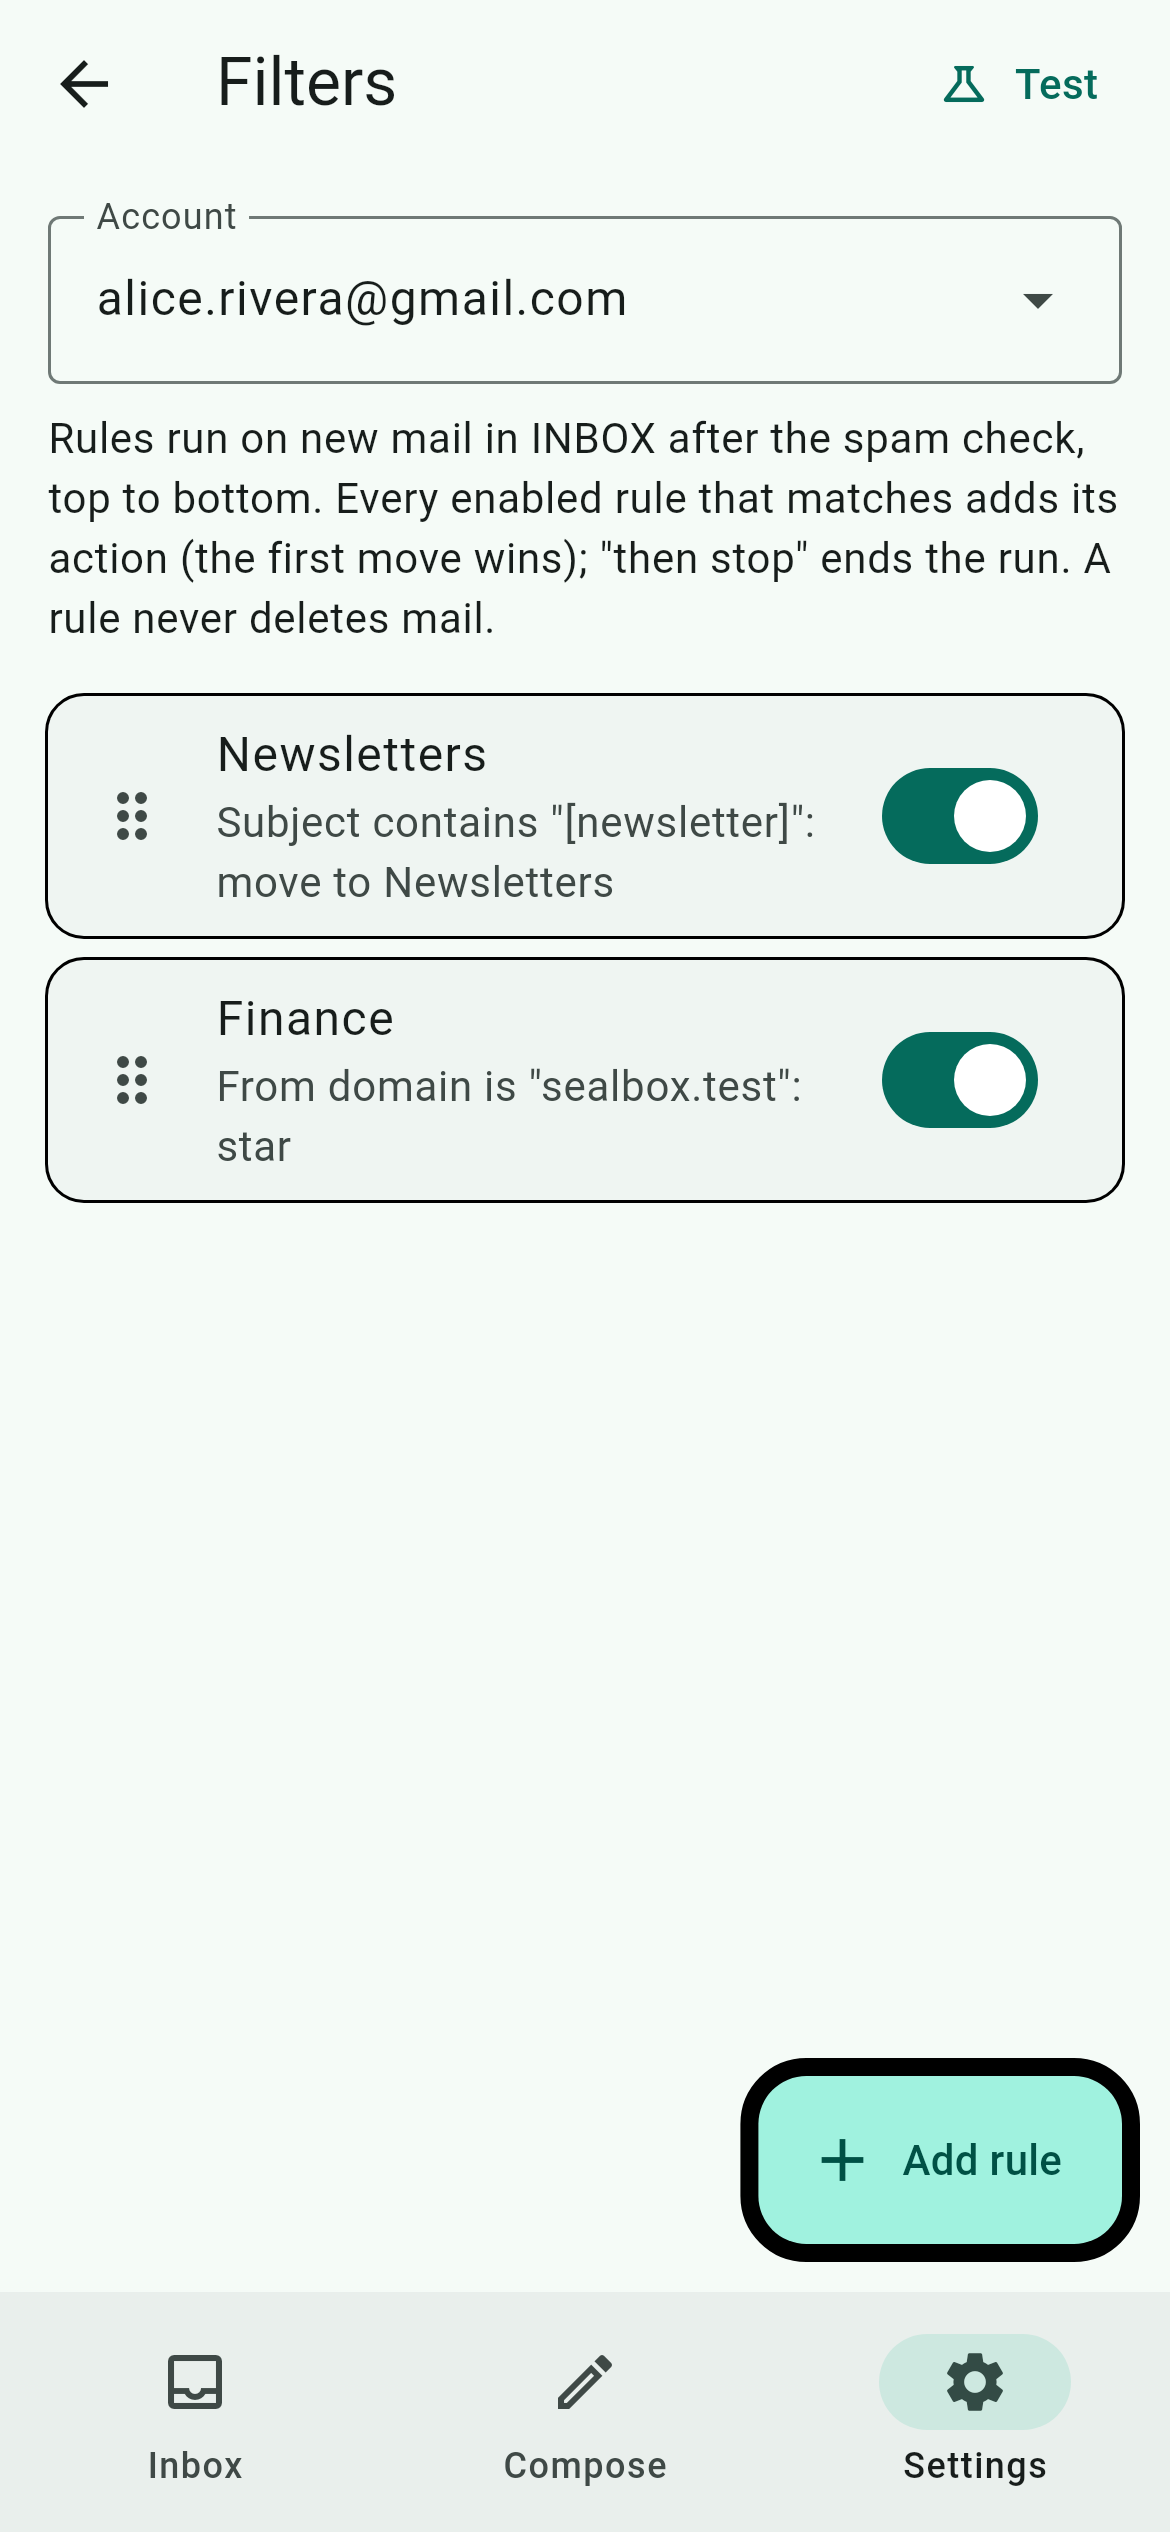 Filters
Test
Account
alice.rivera@gmail.com
Rules run on new mail in INBOX after the spam check,
top to bottom. Every enabled rule that matches adds its
action (the first move wins); "then stop" ends the run. A
rule never deletes mail.
Newsletters
Subject contains "[newsletter]":
move to Newsletters
Finance
From domain is "sealbox.test":
star
Add rule
Inbox
Compose
Settings